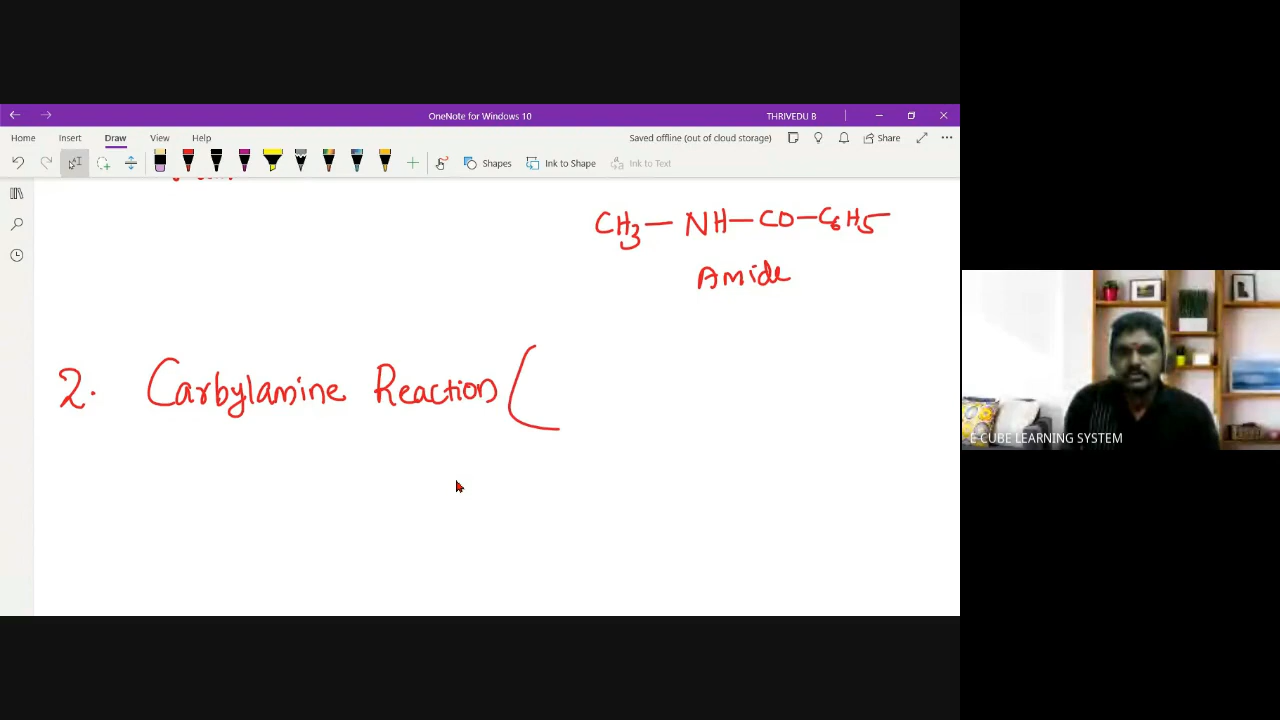 OneNote for Windows 10
THRIVEDU B
Home Insert Draw View Help
Saved offline (out of cloud storage)
Share
Shapes
Ink to Shape
Ink to Text
CH3 — NH — CO — C6H5
Amide
2. Carbylamine Reaction (
E CUBE LEARNING SYSTEM